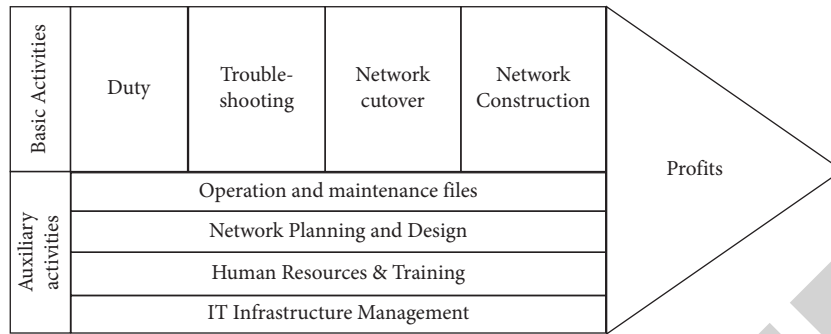 Basic Activities
Duty
Trouble-
shooting
Network
cutover
Network
Construction
Profits
Auxiliary
activities
Operation and maintenance files
Network Planning and Design
Human Resources & Training
IT Infrastructure Management